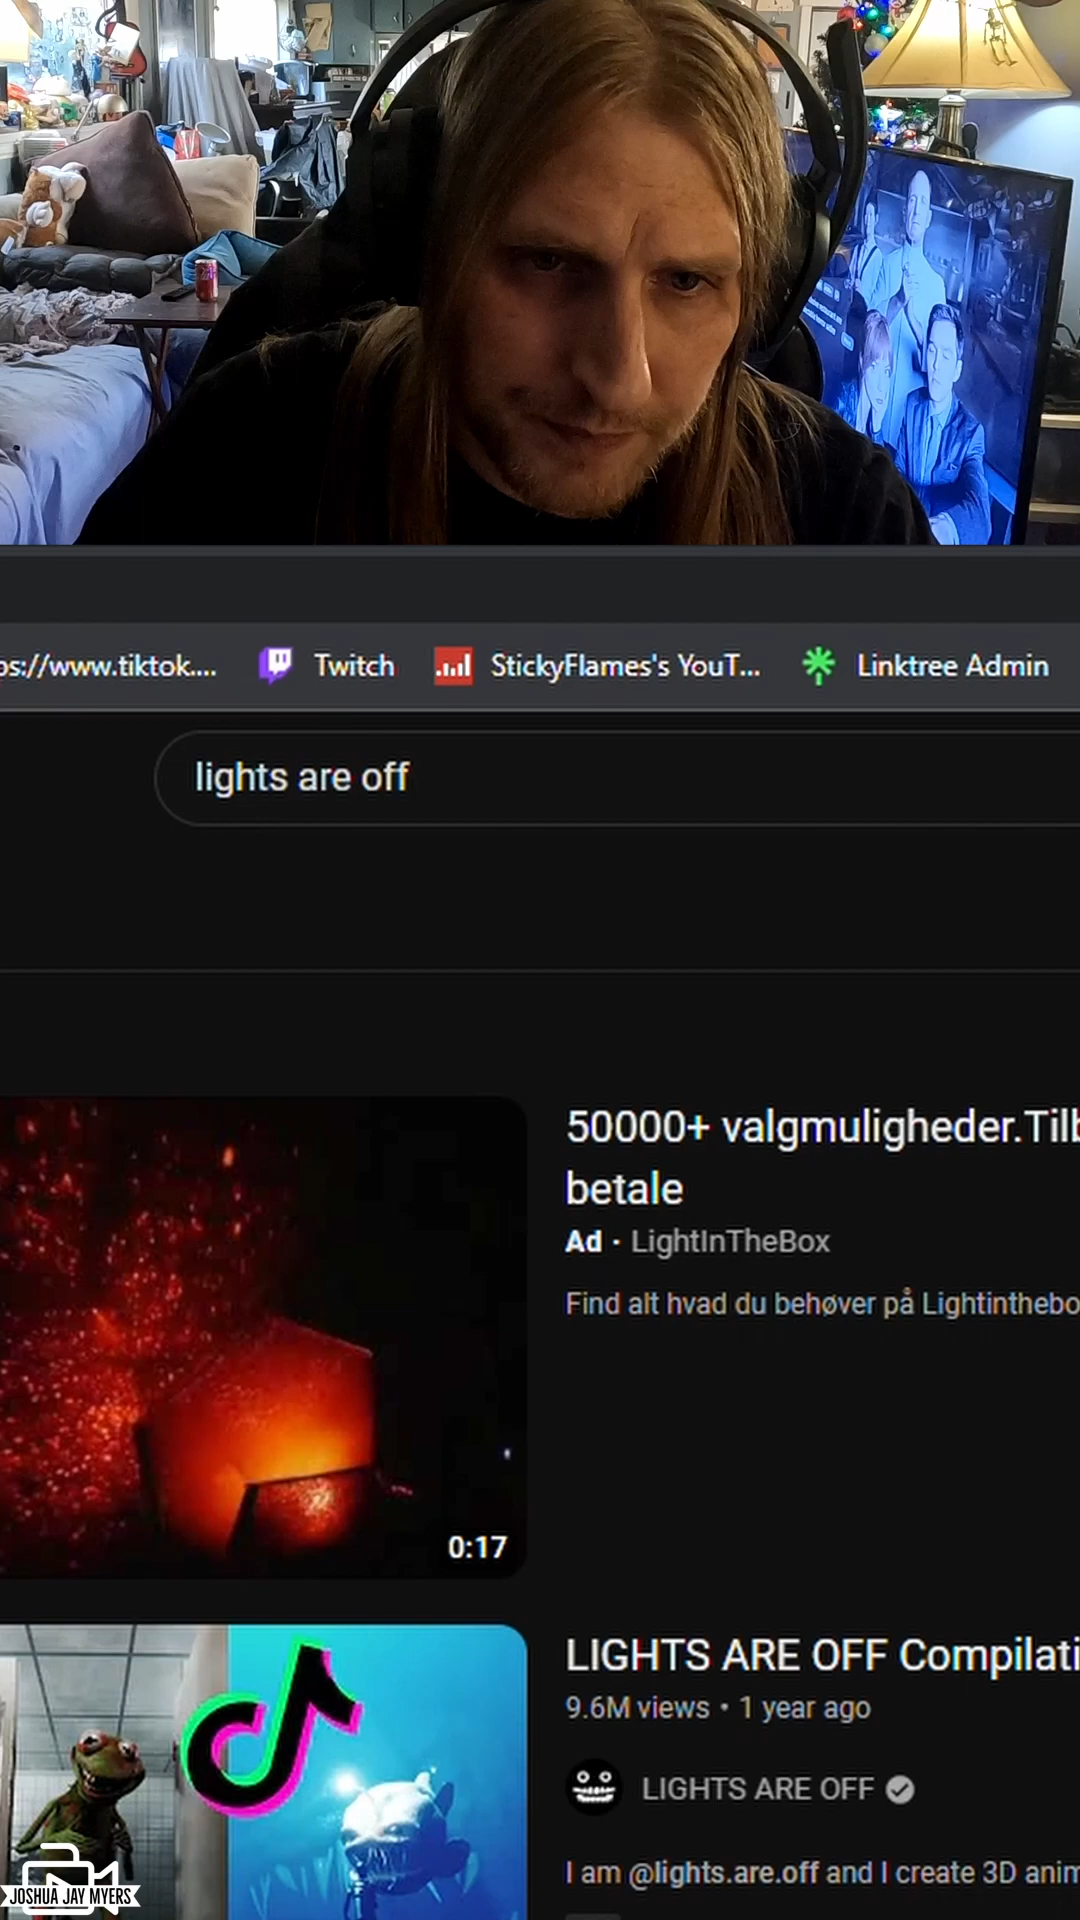 ps://www.tiktok.... Twitch StickyFlames's YouT... Linktree Admin
lights are off
50000+ valgmuligheder.Tilb
betale
Ad · LightInTheBox
Find alt hvad du behøver på Lightinthebo
0:17
LIGHTS ARE OFF Compilati
9.6M views • 1 year ago
LIGHTS ARE OFF
I am @lights.are.off and I create 3D anim
JOSHUA JAY MYERS